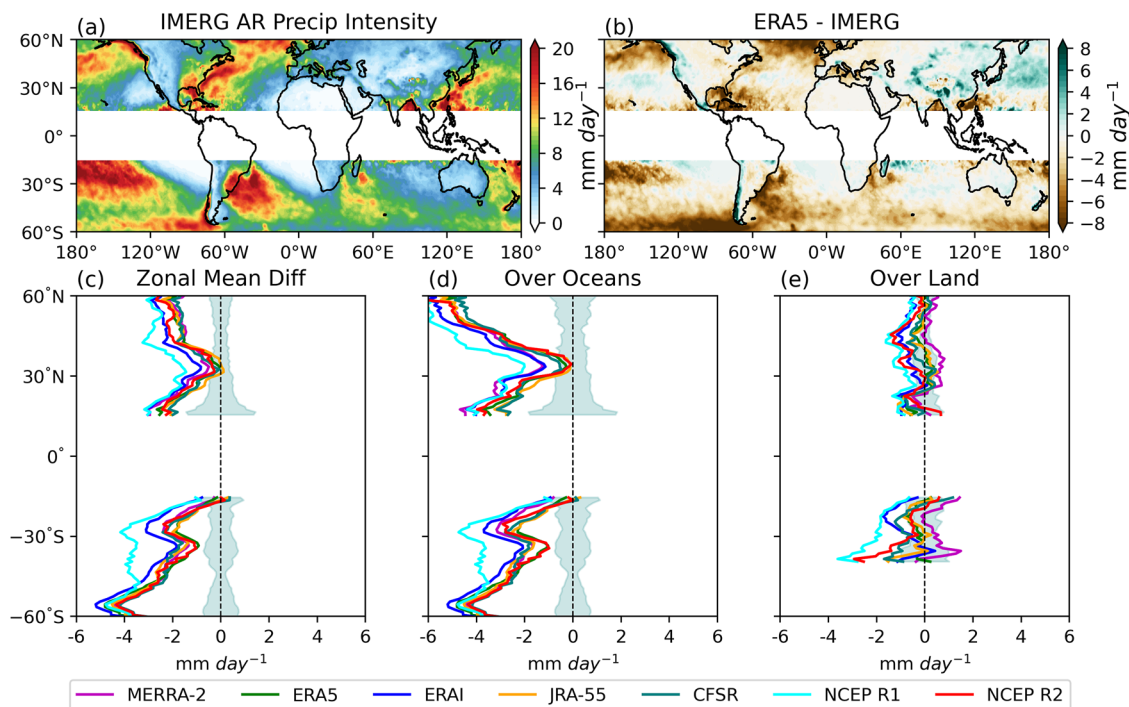 (a) IMERG AR Precip Intensity
(b) ERA5 - IMERG
60°N
30°N
0°
30°S
60°S
180° 120°W 60°W 0°W 60°E 120°E 180°
20
16
12
8
4
0
mm day⁻¹
60°N
30°N
0°
30°S
60°S
180° 120°W 60°W 0°W 60°E 120°E 180°
8
6
4
2
0
−2
−4
−6
−8
mm day⁻¹
(c) Zonal Mean Diff
(d) Over Oceans
(e) Over Land
60°N
30°N
0°
−30°S
−60°S
-6 -4 -2 0 2 4 6
mm day⁻¹
-6 -4 -2 0 2 4 6
mm day⁻¹
-6 -4 -2 0 2 4 6
mm day⁻¹
MERRA-2 ERA5 ERAI JRA-55 CFSR NCEP R1 NCEP R2